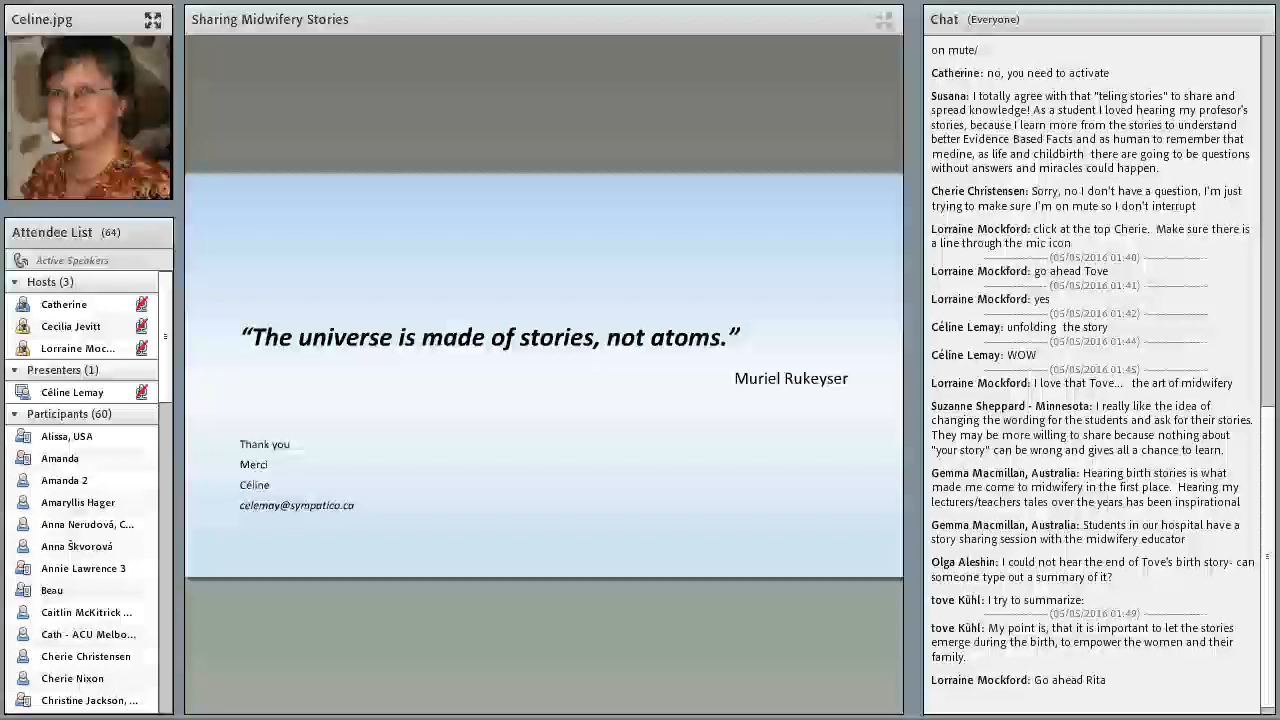 Celine.jpg
Attendee List (64)
Active Speakers
Hosts (3)
Catherine
Cecilia Jevitt
Lorraine Moc...
Presenters (1)
Céline Lemay
Participants (60)
Alissa, USA
Amanda
Amanda 2
Amaryllis Hager
Anna Nerudová, C...
Anna Škvorová
Annie Lawrence 3
Beau
Caitlin McKitrick ...
Cath - ACU Melbo...
Cherie Christensen
Cherie Nixon
Christine Jackson, ...
Sharing Midwifery Stories
“The universe is made of stories, not atoms.”
Muriel Rukeyser
Thank you
Merci
Céline
celemay@sympatico.ca
Chat (Everyone)
on mute/
Catherine: no, you need to activate
Susana: I totally agree with that "teling stories" to share and
spread knowledge! As a student I loved hearing my profesor's
stories, because I learn more from the stories to understand
better Evidence Based Facts and as human to remember that
medine, as life and childbirth there are going to be questions
without answers and miracles could happen.
Cherie Christensen: Sorry, no I don't have a question, I'm just
trying to make sure I'm on mute so I don't interrupt
Lorraine Mockford: click at the top Cherie. Make sure there is
a line through the mic icon
(05/05/2016 01:40)
Lorraine Mockford: go ahead Tove
(05/05/2016 01:41)
Lorraine Mockford: yes
(05/05/2016 01:42)
Céline Lemay: unfolding the story
(05/05/2016 01:44)
Céline Lemay: WOW
(05/05/2016 01:45)
Lorraine Mockford: I love that Tove... the art of midwifery
Suzanne Sheppard - Minnesota: I really like the idea of
changing the wording for the students and ask for their stories.
They may be more willing to share because nothing about
"your story" can be wrong and gives all a chance to learn.
Gemma Macmillan, Australia: Hearing birth stories is what
made me come to midwifery in the first place. Hearing my
lecturers/teachers tales over the years has been inspirational
Gemma Macmillan, Australia: Students in our hospital have a
story sharing session with the midwifery educator
Olga Aleshin: I could not hear the end of Tove's birth story- can
someone type out a summary of it?
tove Kühl: I try to summarize:
(05/05/2016 01:49)
tove Kühl: My point is, that it is important to let the stories
emerge during the birth, to empower the women and their
family.
Lorraine Mockford: Go ahead Rita